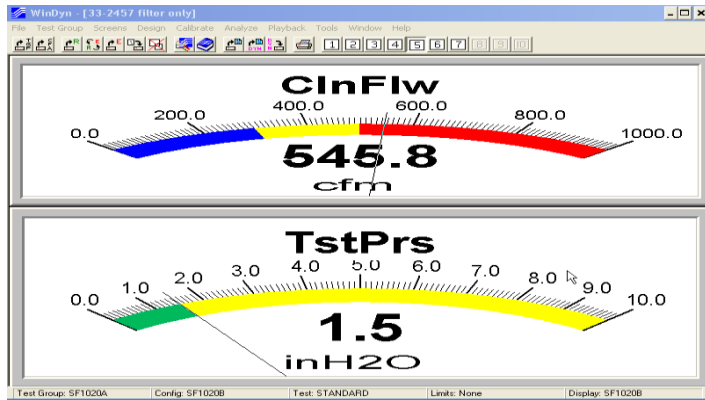 WinDyn - [33-2457 filter only]
File Test Group Screens Design Calibrate Analyze Playback Tools Window Help
1 2 3 4 5 6 7 8 9 10
ClnFlw
0.0 200.0 400.0 600.0 800.0 1000.0
545.8
cfm
TstPrs
0.0 1.0 2.0 3.0 4.0 5.0 6.0 7.0 8.0 9.0 10.0
1.5
inH2O
Test Group: SF1020A Config: SF1020B Test: STANDARD Limits: None Display: SF1020B